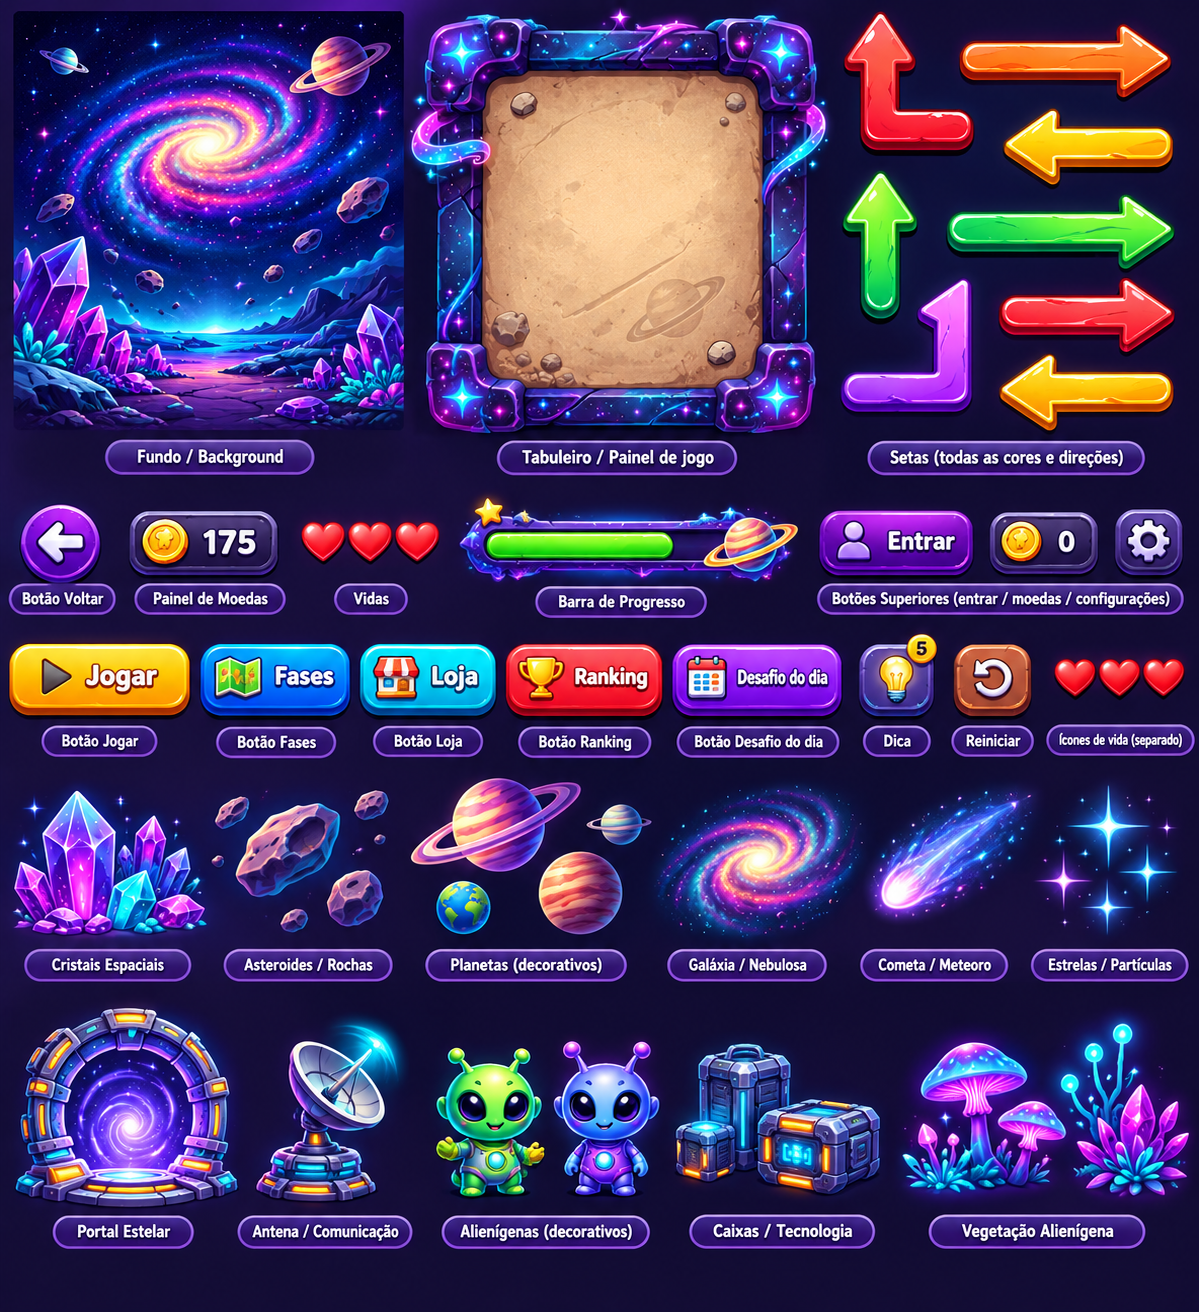 Fundo / Background
Tabuleiro / Painel de jogo
Setas (todas as cores e direções)
175
Entrar
0
Botão Voltar
Painel de Moedas
Vidas
Barra de Progresso
Botões Superiores (entrar / moedas / configurações)
Jogar
Fases
Loja
Ranking
Desafio do dia
5
Botão Jogar
Botão Fases
Botão Loja
Botão Ranking
Botão Desafio do dia
Dica
Reiniciar
Ícones de vida (separado)
Cristais Espaciais
Asteroides / Rochas
Planetas (decorativos)
Galáxia / Nebulosa
Cometa / Meteoro
Estrelas / Partículas
Portal Estelar
Antena / Comunicação
Alienígenas (decorativos)
Caixas / Tecnologia
Vegetação Alienígena